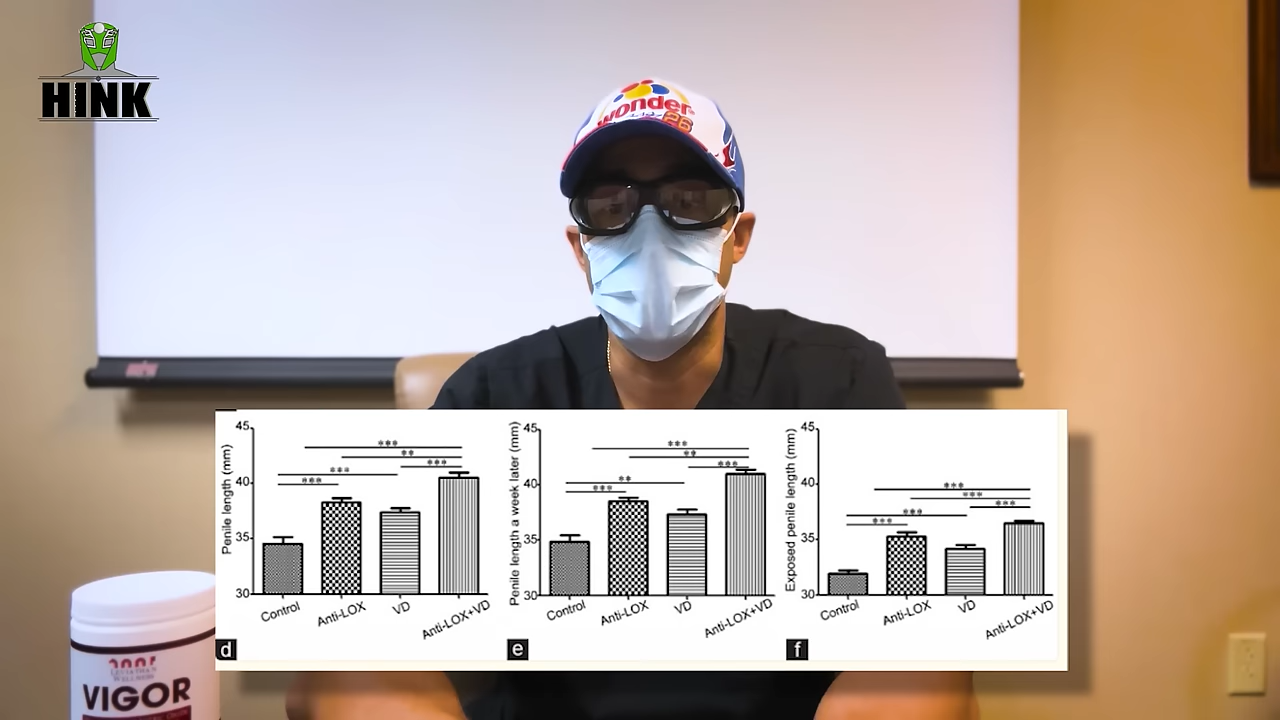 HINK
wonder
26
45
40
35
30
Penile length (mm)
***
**
***
***
***
Control
Anti-LOX
VD
Anti-LOX+VD
d
45
40
35
30
Penile length a week later (mm)
***
**
***
**
***
Control
Anti-LOX
VD
Anti-LOX+VD
e
45
40
35
30
Exposed penile length (mm)
***
***
***
***
***
Control
Anti-LOX
VD
Anti-LOX+VD
f
LEVIATHAN
WELLNESS
VIGOR